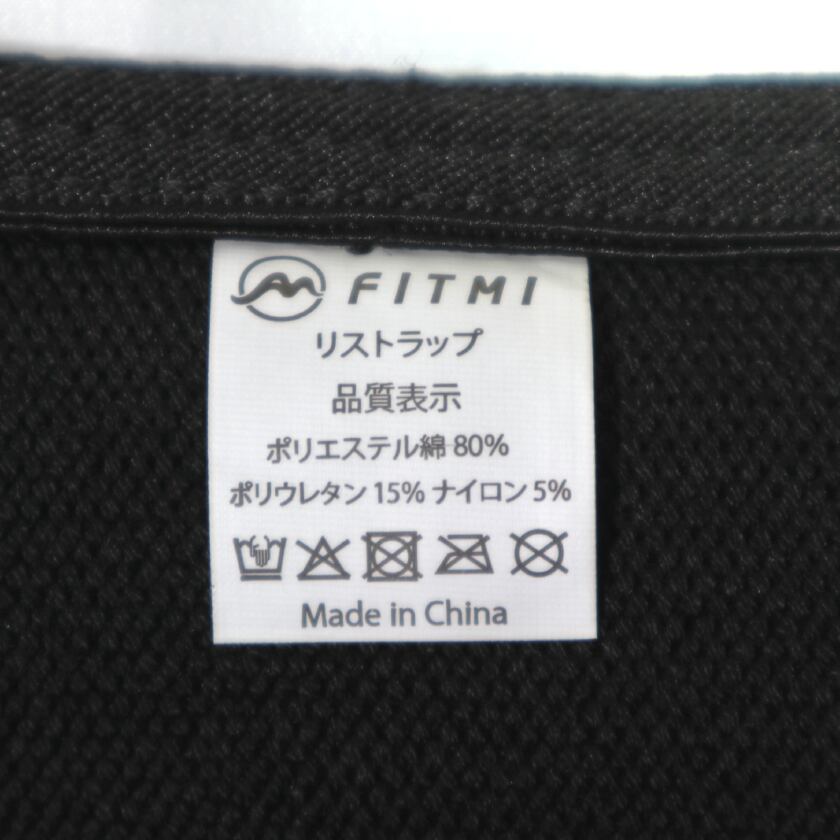 FITMI
リストラップ
品質表示
ポリエステル綿 80%
ポリウレタン 15% ナイロン 5%
Made in China